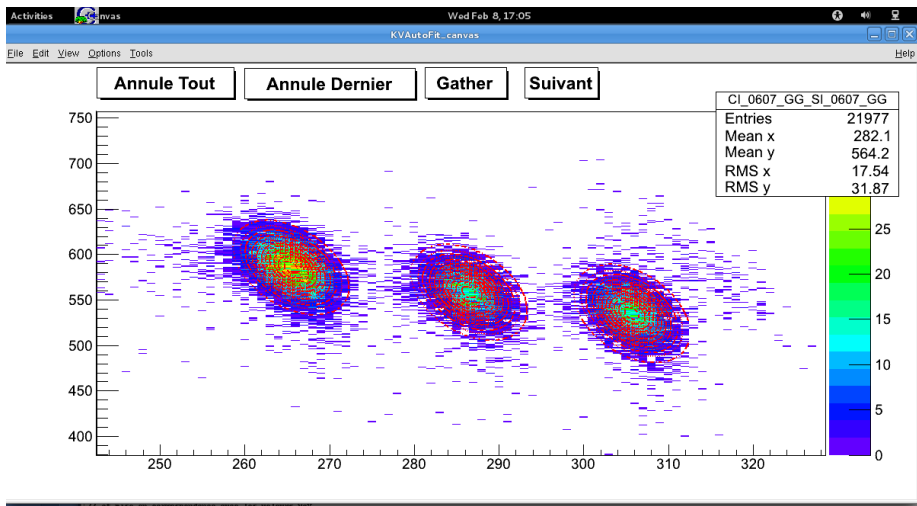 Activities
nvas
Wed Feb 8, 17:05
KVAutoFit_canvas
File Edit View Options Tools
Help
Annule Tout
Annule Dernier
Gather
Suivant
CI_0607_GG_SI_0607_GG
Entries 21977
Mean x 282.1
Mean y 564.2
RMS x 17.54
RMS y 31.87
750
700
650
600
550
500
450
400
250 260 270 280 290 300 310 320
25
20
15
10
5
0